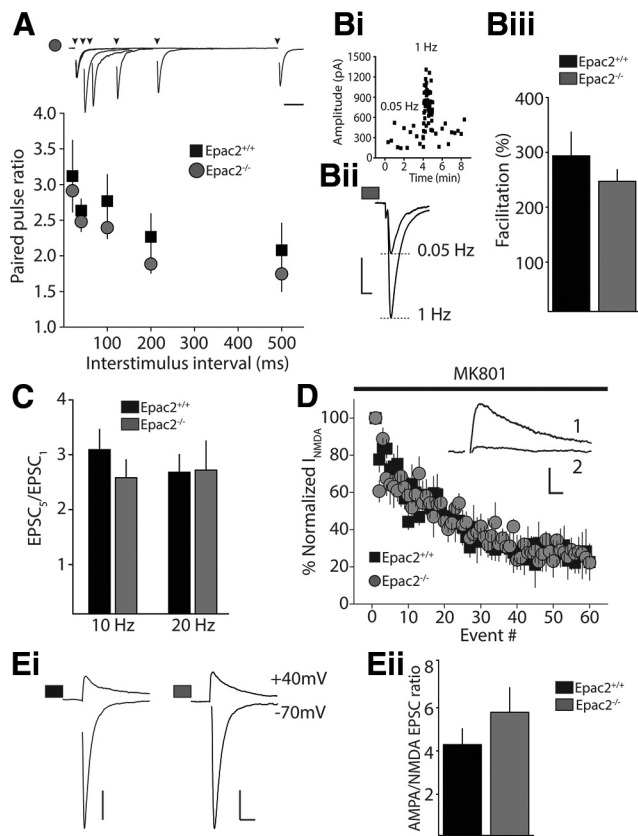 A
4.0
3.5
3.0
2.5
2.0
1.5
1.0
Paired pulse ratio
100 200 300 400 500
Interstimulus interval (ms)
Epac2+/+
Epac2-/-
Bi
1 Hz
0.05 Hz
1500
1200
900
600
300
0
Amplitude (pA)
0 2 4 6 8
Time (min)
Bii
0.05 Hz
1 Hz
Biii
Epac2+/+
Epac2-/-
400
300
200
100
Facilitation (%)
C
Epac2+/+
Epac2-/-
4
3
2
1
EPSC5/EPSC1
10 Hz 20 Hz
D
MK801
100
80
60
40
20
0
% Normalized INMDA
1
2
Epac2+/+
Epac2-/-
0 10 20 30 40 50 60
Event #
Ei
+40mV
-70mV
Eii
8
6
4
2
AMPA/NMDA EPSC ratio
Epac2+/+
Epac2-/-